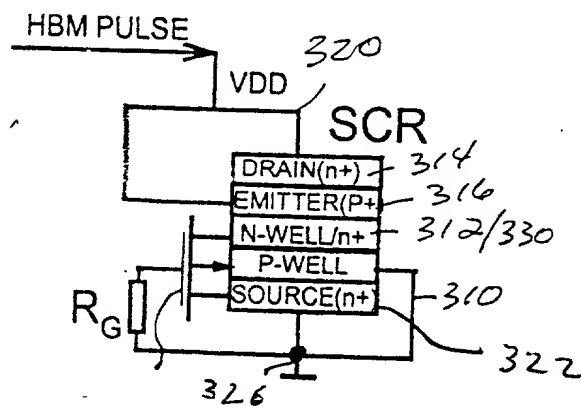 HBM PULSE
VDD
320
SCR
DRAIN(n+)
314
EMITTER(P+
316
N-WELL/n+
312/330
P-WELL
310
SOURCE(n+)
322
RG
326